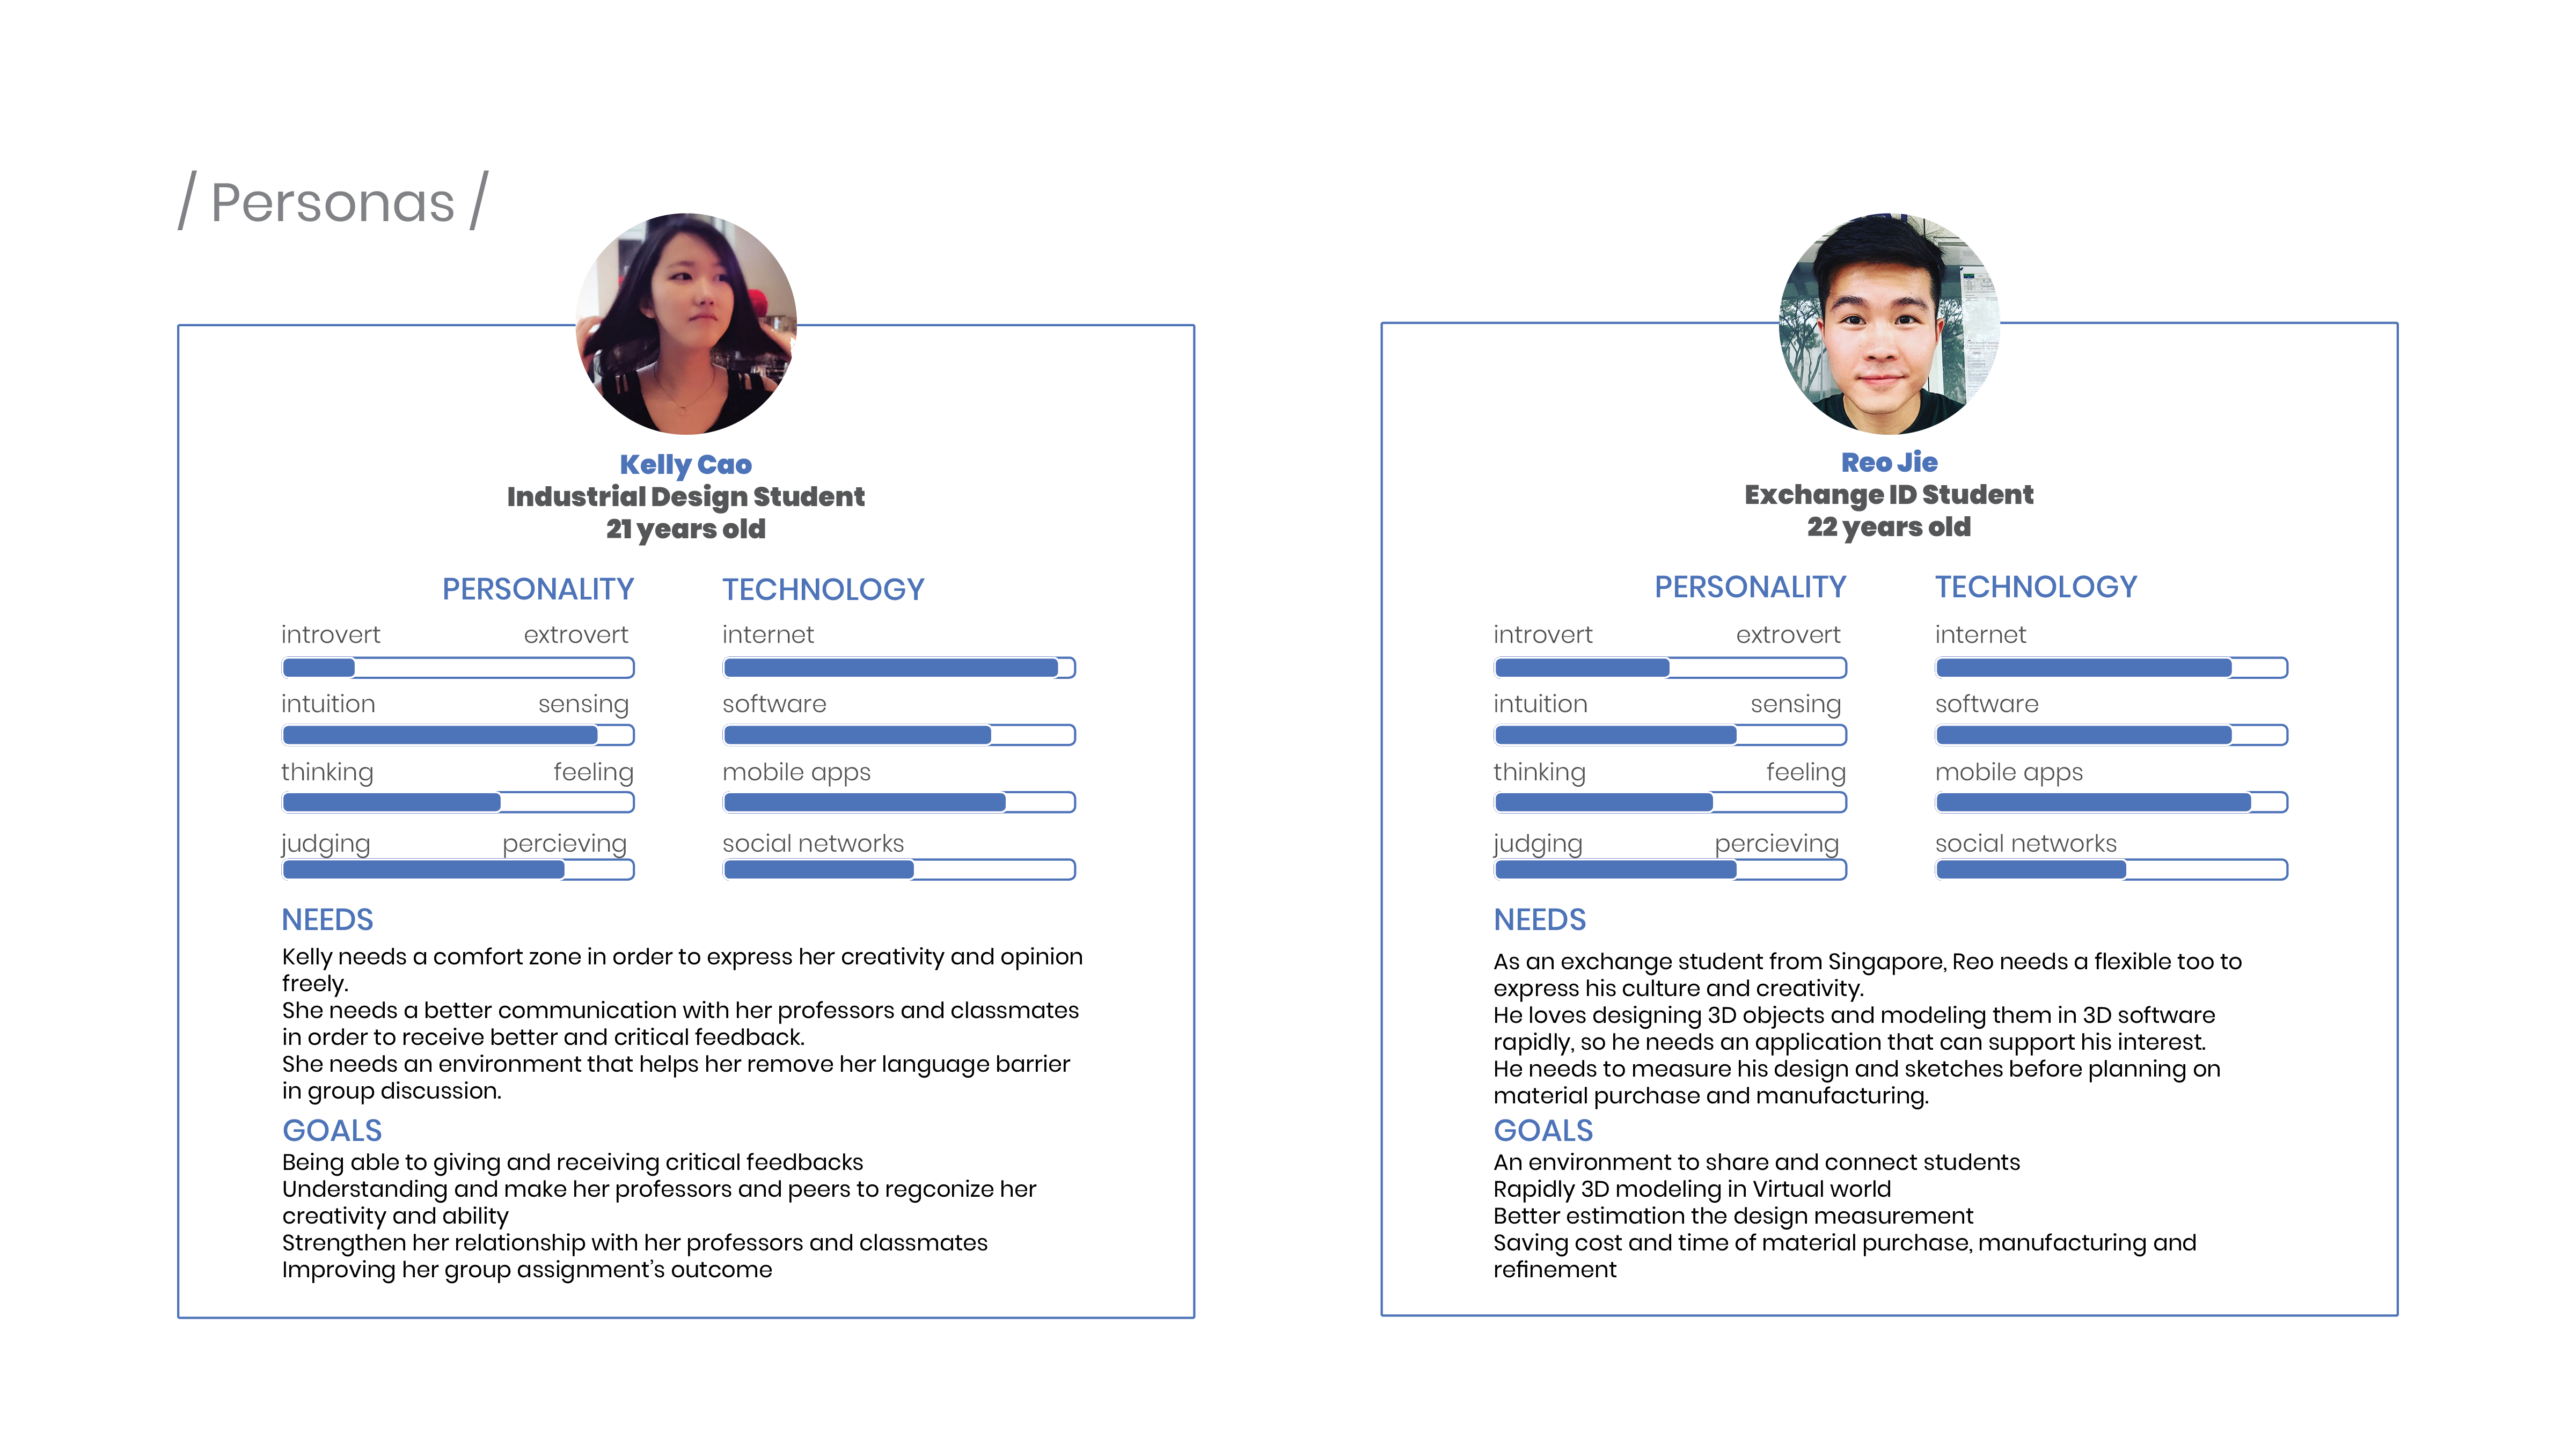 / Personas /
Kelly Cao
Industrial Design Student
21 years old
PERSONALITY
introvert extrovert
intuition sensing
thinking feeling
judging percieving
TECHNOLOGY
internet
software
mobile apps
social networks
NEEDS
Kelly needs a comfort zone in order to express her creativity and opinion
freely.
She needs a better communication with her professors and classmates
in order to receive better and critical feedback.
She needs an environment that helps her remove her language barrier
in group discussion.
GOALS
Being able to giving and receiving critical feedbacks
Understanding and make her professors and peers to regconize her
creativity and ability
Strengthen her relationship with her professors and classmates
Improving her group assignment's outcome
Reo Jie
Exchange ID Student
22 years old
PERSONALITY
introvert extrovert
intuition sensing
thinking feeling
judging percieving
TECHNOLOGY
internet
software
mobile apps
social networks
NEEDS
As an exchange student from Singapore, Reo needs a flexible too to
express his culture and creativity.
He loves designing 3D objects and modeling them in 3D software
rapidly, so he needs an application that can support his interest.
He needs to measure his design and sketches before planning on
material purchase and manufacturing.
GOALS
An environment to share and connect students
Rapidly 3D modeling in Virtual world
Better estimation the design measurement
Saving cost and time of material purchase, manufacturing and
refinement